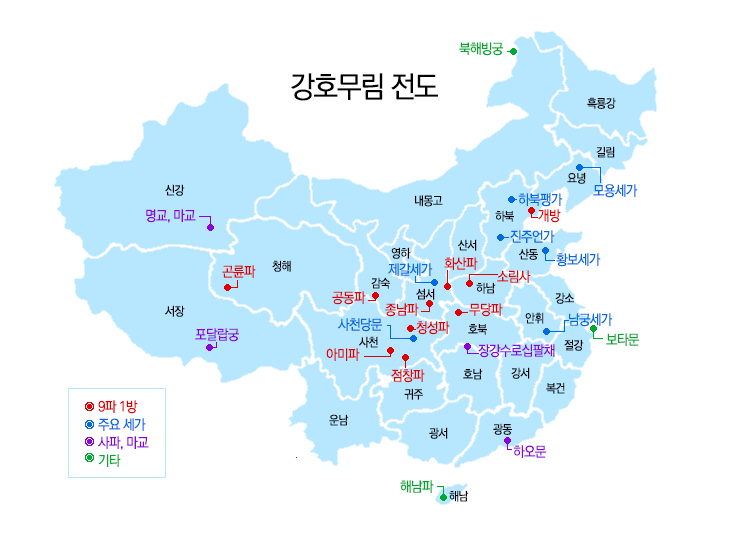 북해빙궁
강호무림 전도
흑룡강
길림
요녕
모용세가
신강
내몽고
하북팽가
하북
개방
명교, 마교
진주언가
산서
산동
황보세가
영하
제갈세가
화산파
청해
곤륜파
감숙
소림사
하남
공동파
섬서
종남파
무당파
강소
서장
포달랍궁
사천당문
청성파
호북
안휘
남궁세가
사천
아미파
장강수로십팔채
절강
보타문
점창파
호남
강서
귀주
복건
9파 1방
주요 세가
사파, 마교
기타
운남
광서
광동
하오문
해남파
해남